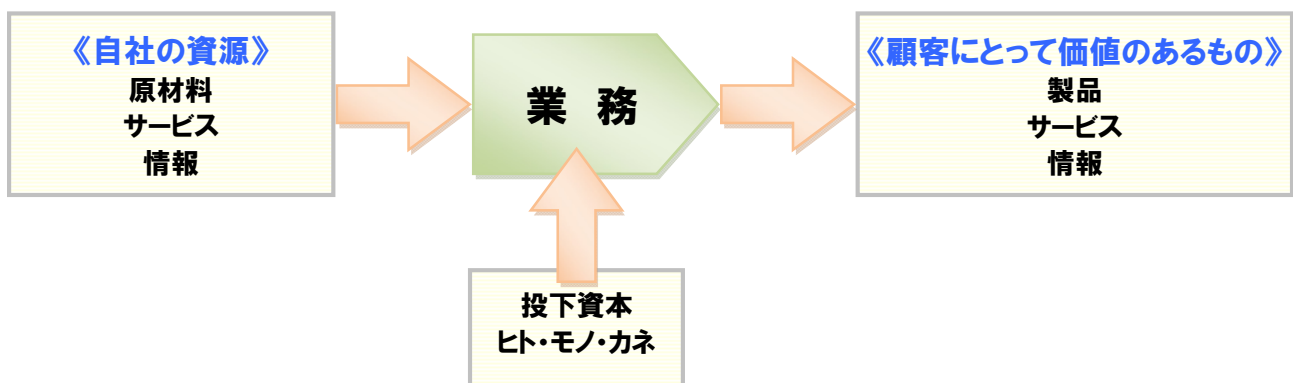 《自社の資源》
原材料
サービス
情報
業 務
《顧客にとって価値のあるもの》
製品
サービス
情報
投下資本
ヒト・モノ・カネ